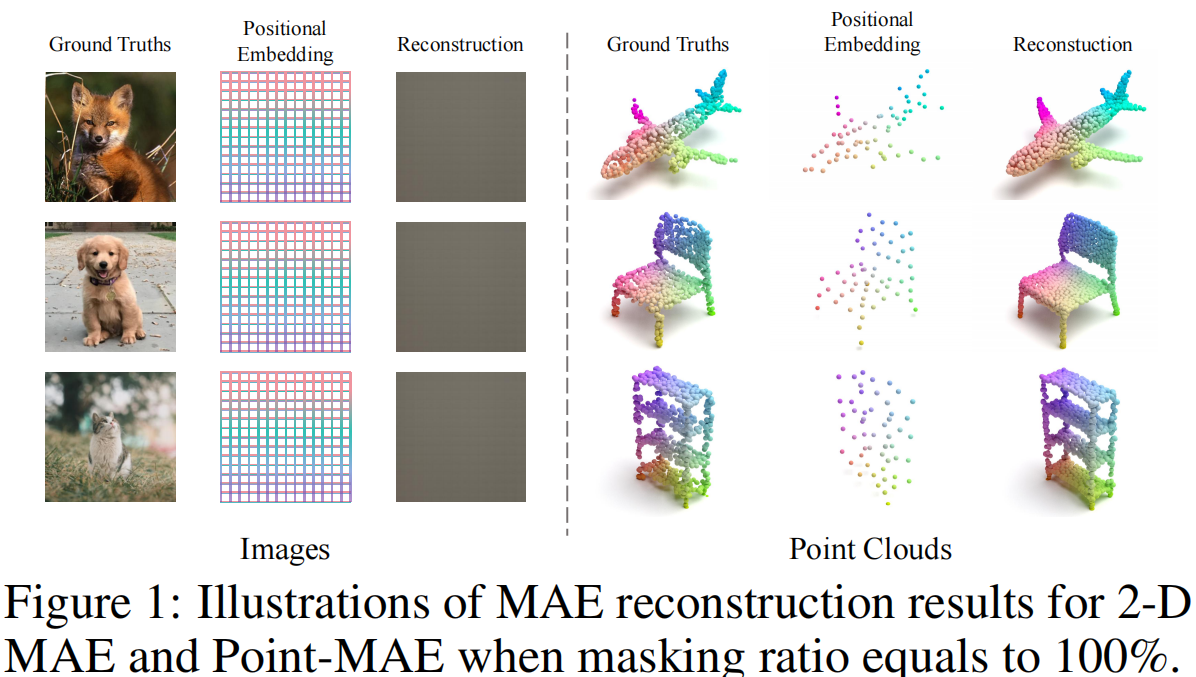 Ground Truths
Positional
Embedding
Reconstruction
Ground Truths
Positional
Embedding
Reconstuction
Images
Point Clouds
Figure 1: Illustrations of MAE reconstruction results for 2-D
MAE and Point-MAE when masking ratio equals to 100%.